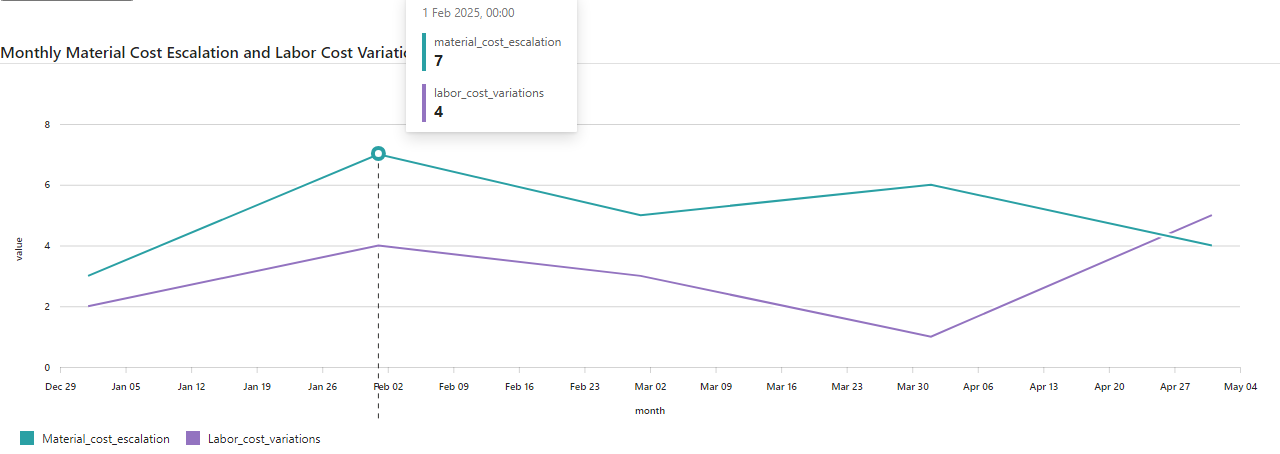 1 Feb 2025, 00:00
material_cost_escalation
7
labor_cost_variations
4
Monthly Material Cost Escalation and Labor Cost Variatio
8
6
4
2
0
value
Dec 29 Jan 05 Jan 12 Jan 19 Jan 26 Feb 02 Feb 09 Feb 16 Feb 23 Mar 02 Mar 09 Mar 16 Mar 23 Mar 30 Apr 06 Apr 13 Apr 20 Apr 27 May 04
month
Material_cost_escalation Labor_cost_variations